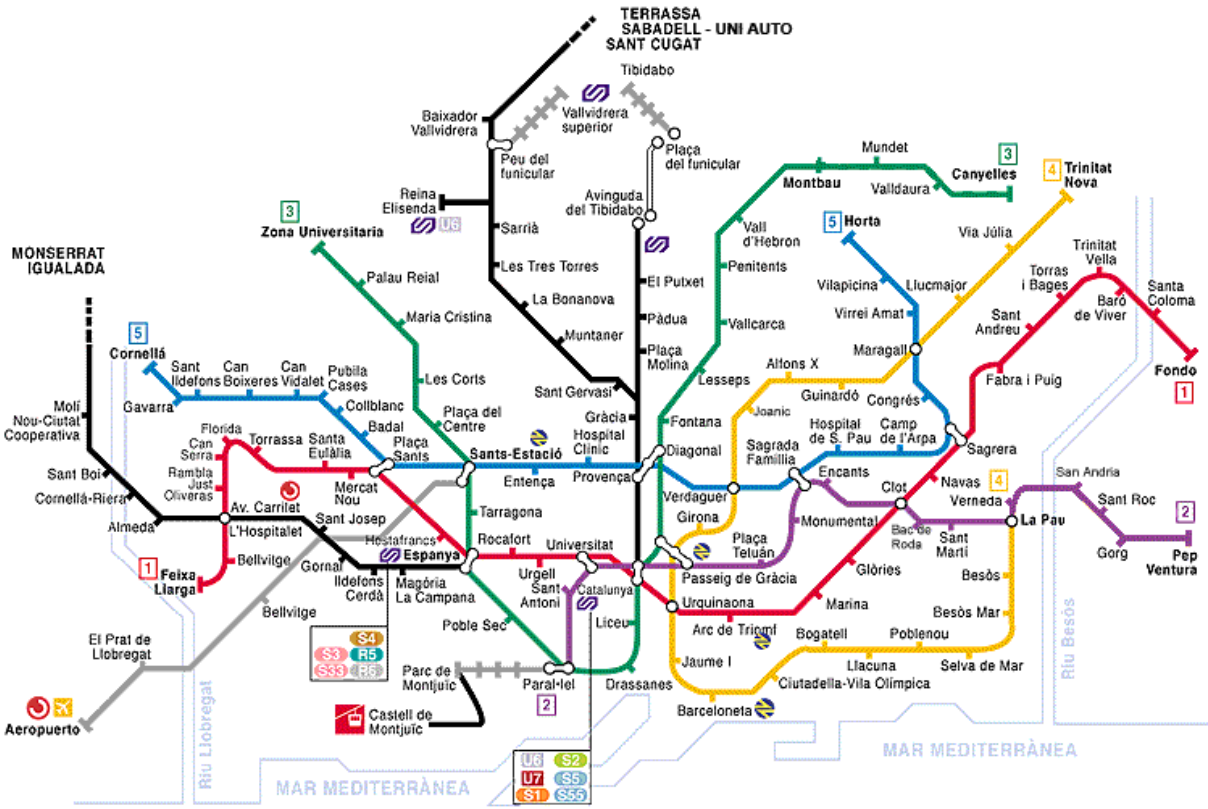 TERRASSA
SABADELL - UNI AUTO
SANT CUGAT
Tibidabo
Vallvidrera
superior
Baixador
Vallvidrera
Peu del
funicular
Plaça
del funicular
Avinguda
del Tibidabo
Reina
Elisenda
U6
Sarrià
Les Tres Torres
La Bonanova
Muntaner
Sant Gervasi
Gràcia
El Putxet
Pàdua
Plaça
Molina
3
Zona Universitaria
Palau Reial
Maria Cristina
Les Corts
Plaça del
Centre
Mundet
3
Canyelles
Montbau
Valldaura
Vall
d'Hebron
Penitents
Vallcarca
Lesseps
Fontana
Diagonal
4
Trinitat
Nova
Via Júlia
Llucmajor
5
Horta
Vilapicina
Virrei Amat
Maragall
Congrés
Alfons X
Guinardó
Joanic
Trinitat
Vella
Torras
i Bages
Baró
de Viver
Santa
Coloma
Sant
Andreu
Fabra i Puig
Fondo
1
Sagrera
MONSERRAT
IGUALADA
5
Cornellá
Gavarra
Sant
Ildefons
Can
Boixeres
Can
Vidalet
Pubila
Cases
Collblanc
Badal
Plaça
Sants
Sants-Estació
Entença
Hospital
Clínic
Provença
Verdaguer
Sagrada
Famillia
Hospital
de S. Pau
Camp
de l'Arpa
Encants
Molí
Nou-Ciutat
Cooperativa
Sant Boi
Cornellá-Riera
Almeda
Florida
Can
Serra
Rambla
Just
Oliveras
Torrassa
Santa
Eulàlia
Mercat
Nou
Av. Carrilet
L'Hospitalet
Bellvitge
1
Feixa
Llarga
Sant Josep
Gornal
Ildefons
Cerdà
Magória
La Campana
Hostafrancs
Espanya
Tarragona
Rocafort
Urgell
Universitat
Sant
Antoni
Catalunya
Girona
Passeig de Gràcia
Plaça
Teluán
Monumental
Clot
Navas
Glòries
Marina
Arc de Triomf
Urquinaona
Bac de
Roda
Sant
Martí
4
Verneda
La Pau
San Andria
Sant Roc
Gorg
2
Pep
Ventura
Besòs
Besòs Mar
Selva de Mar
Poblenou
Llacuna
Bogatell
Ciutadella-Vila Olímpica
Barceloneta
Jaume I
Liceu
Drassanes
Paral-lel
2
Poble Sec
Parc de
Montjuïc
Castell de
Montjuïc
Bellvitge
El Prat de
Llobregat
Aeropuerto
S4
S3 R5
S33 R6
U6 S2
U7 S5
S1 S55
Riu Llobregat
Riu Besòs
MAR MEDITERRÀNEA
MAR MEDITERRÀNEA